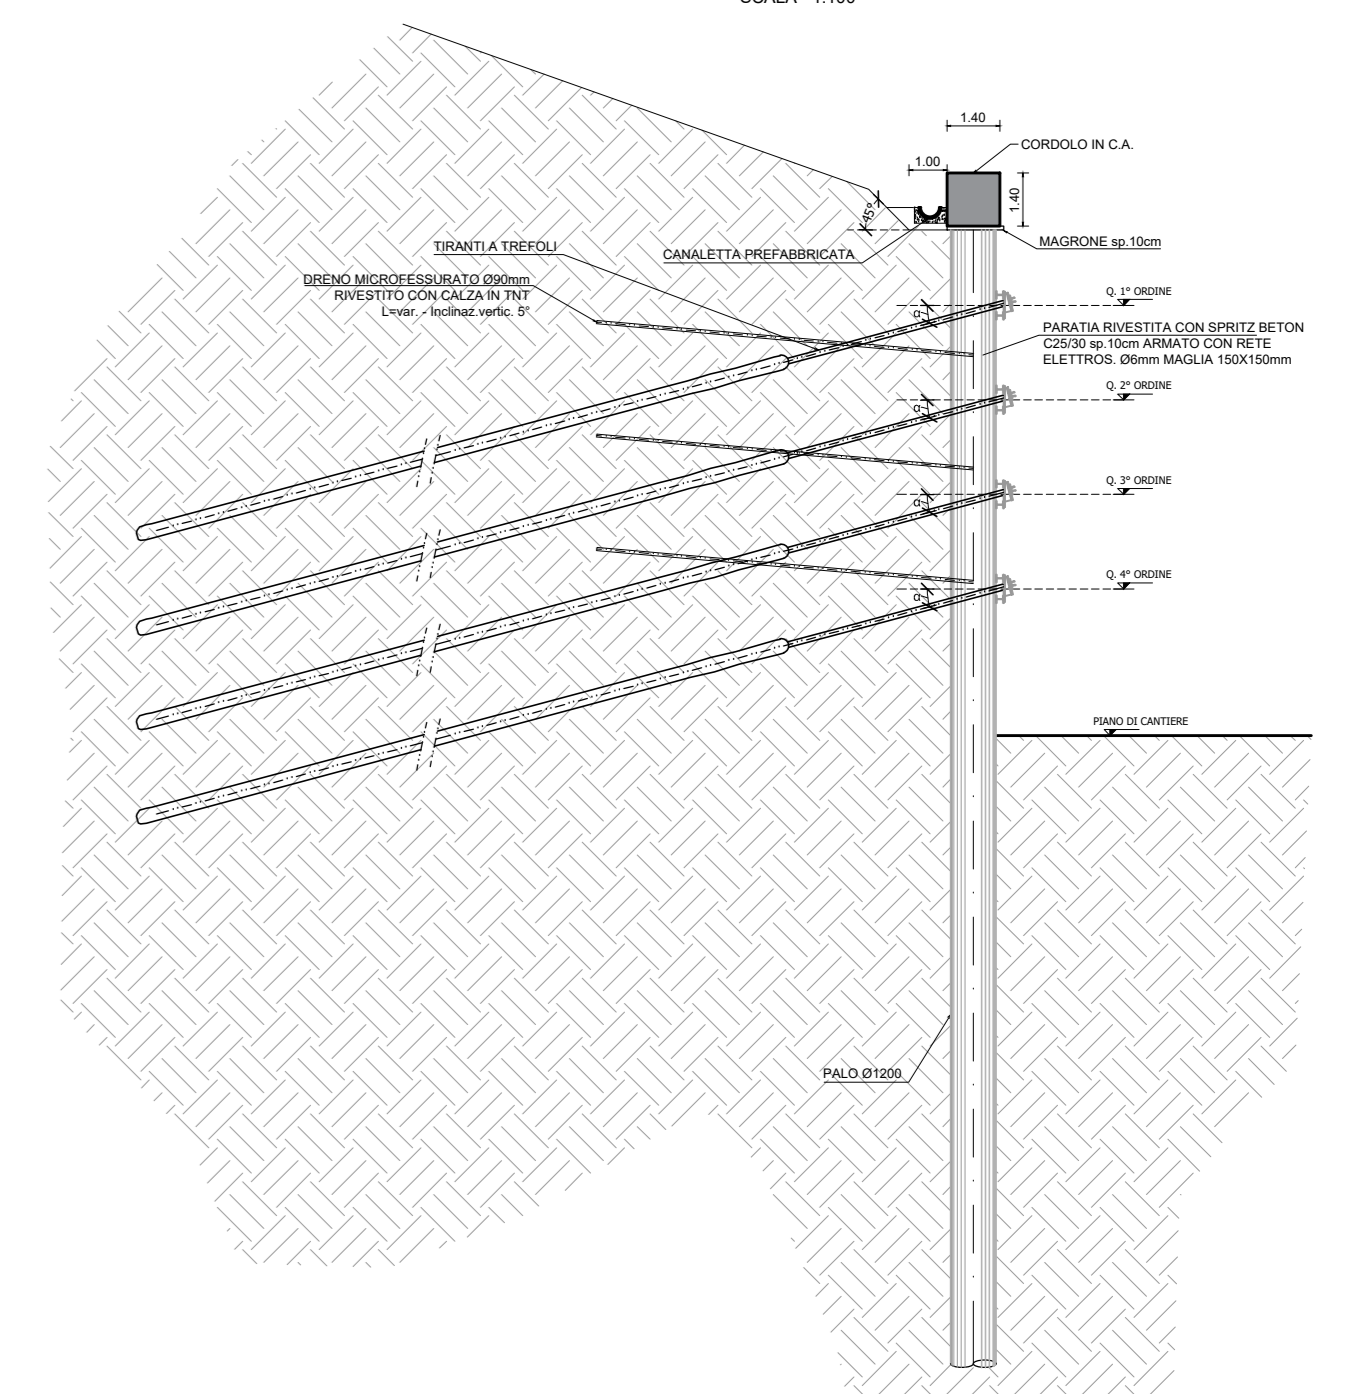 1.40
CORDOLO IN C.A.
1.00
1.40
45°
MAGRONE sp.10cm
TIRANTI A TREFOLI
CANALETTA PREFABBRICATA
DRENO MICROFESSURATO Ø90mm
RIVESTITO CON CALZA IN TNT
L=var. - Inclinaz.vertic. 5°
Q. 1° ORDINE
α
PARATIA RIVESTITA CON SPRITZ BETON
C25/30 sp.10cm ARMATO CON RETE
ELETTROS. Ø6mm MAGLIA 150X150mm
Q. 2° ORDINE
α
Q. 3° ORDINE
α
Q. 4° ORDINE
α
PIANO DI CANTIERE
PALO Ø1200